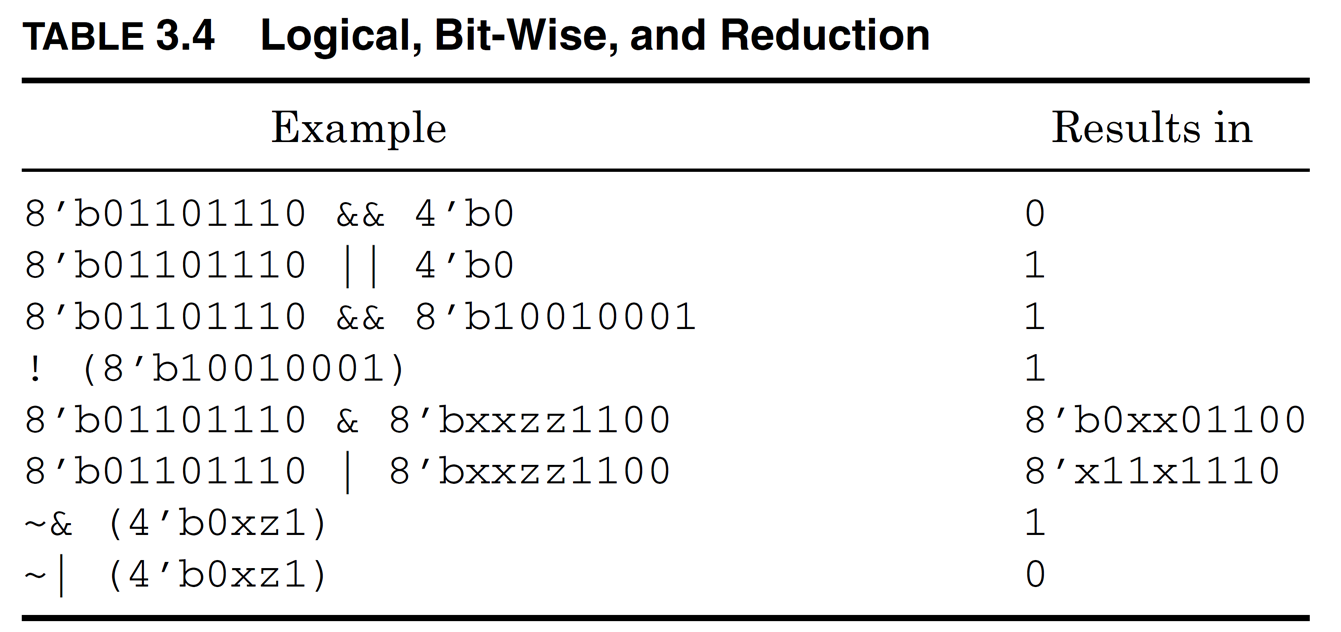 TABLE 3.4 Logical, Bit-Wise, and Reduction
Example Results in
8′b01101110 && 4′b0 0
8′b01101110 || 4′b0 1
8′b01101110 && 8′b10010001 1
! (8′b10010001) 1
8′b01101110 & 8′bxxzz1100 8′b0xx01100
8′b01101110 | 8′bxxzz1100 8′x11x1110
~& (4′b0xz1) 1
~| (4′b0xz1) 0